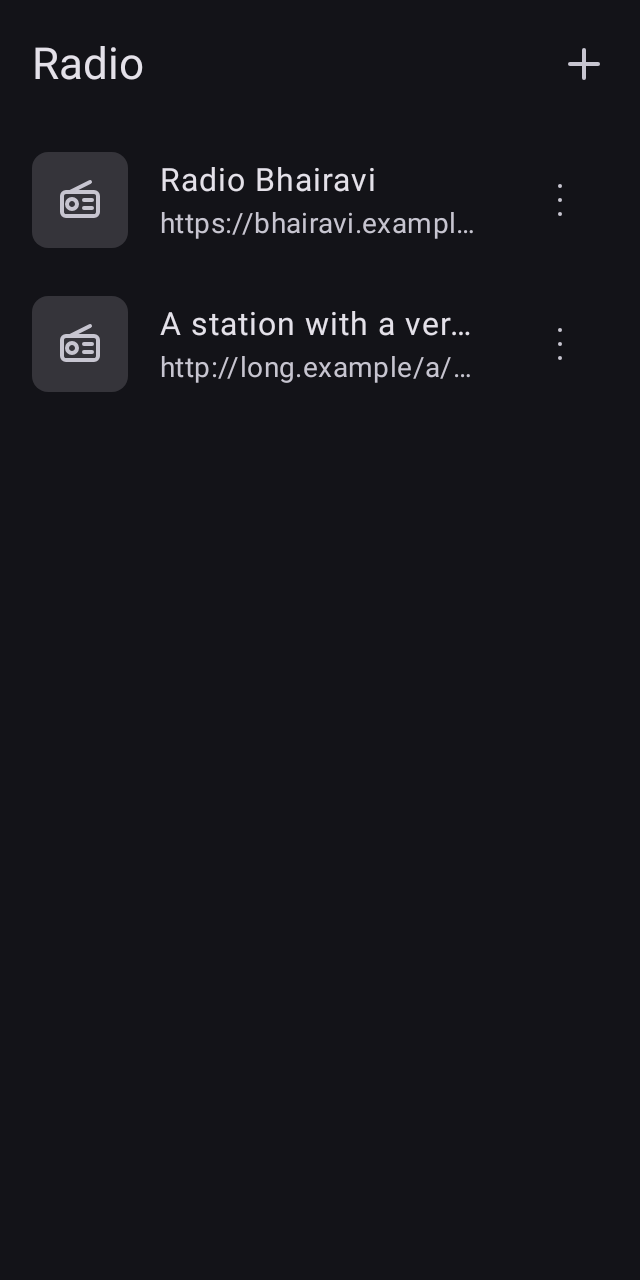 Radio
Radio Bhairavi
https://bhairavi.exampl…
A station with a ver…
http://long.example/a/…